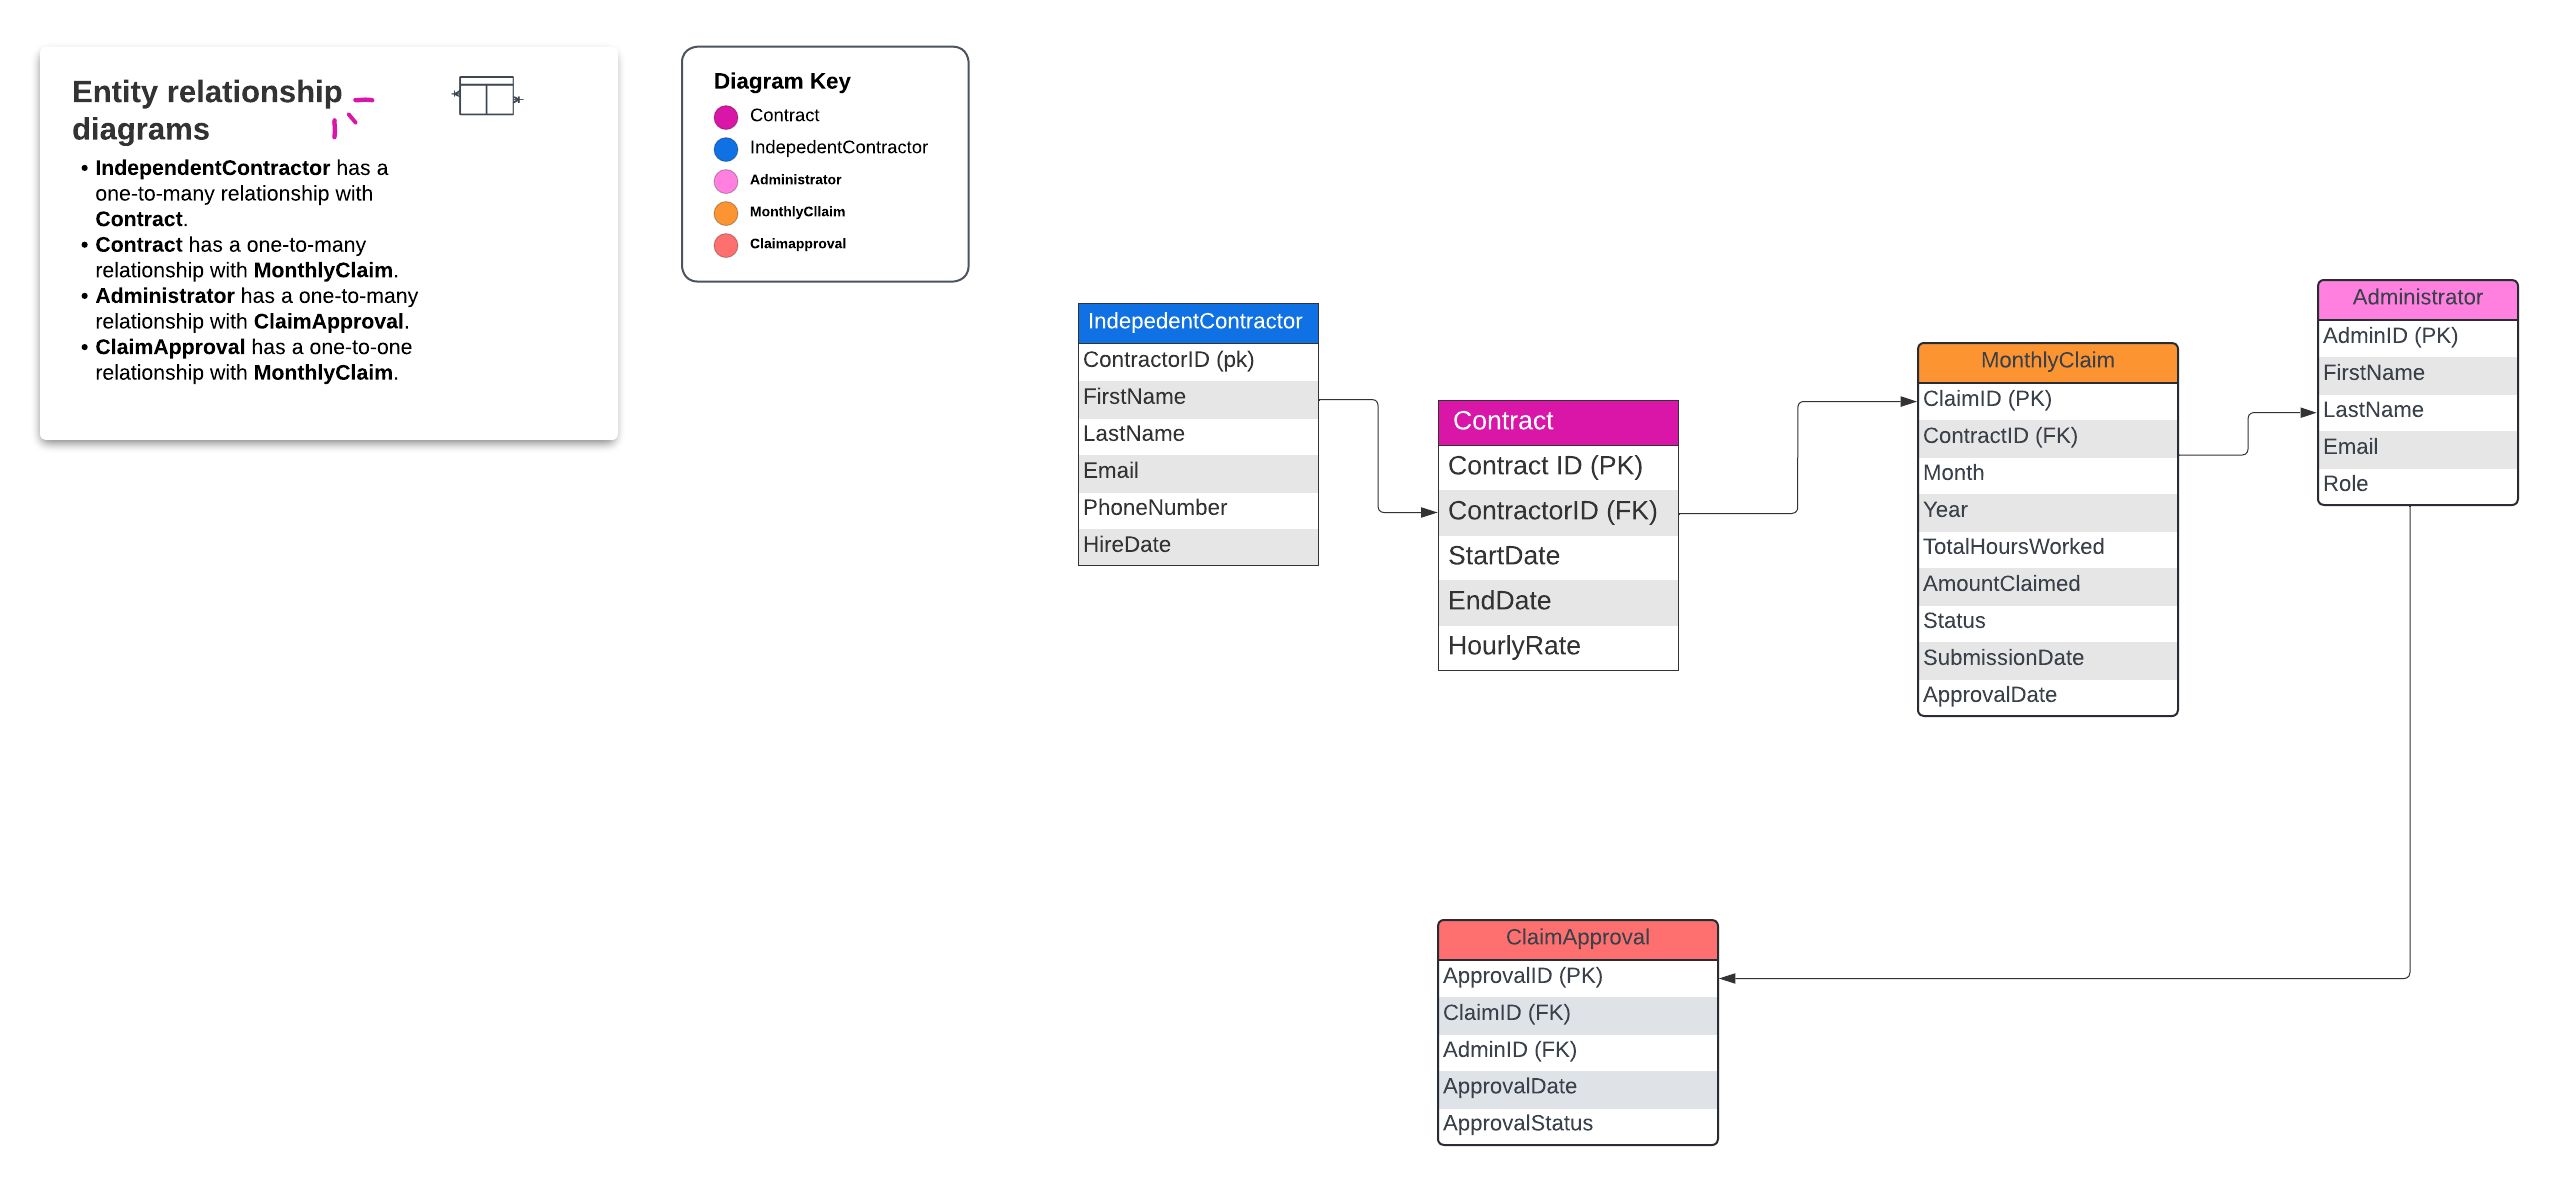 Entity relationship
diagrams
• IndependentContractor has a
one-to-many relationship with
Contract.
• Contract has a one-to-many
relationship with MonthlyClaim.
• Administrator has a one-to-many
relationship with ClaimApproval.
• ClaimApproval has a one-to-one
relationship with MonthlyClaim.
Diagram Key
Contract
IndepedentContractor
Administrator
MonthlyCllaim
Claimapproval
IndepedentContractor
ContractorID (pk)
FirstName
LastName
Email
PhoneNumber
HireDate
Contract
Contract ID (PK)
ContractorID (FK)
StartDate
EndDate
HourlyRate
MonthlyClaim
ClaimID (PK)
ContractID (FK)
Month
Year
TotalHoursWorked
AmountClaimed
Status
SubmissionDate
ApprovalDate
Administrator
AdminID (PK)
FirstName
LastName
Email
Role
ClaimApproval
ApprovalID (PK)
ClaimID (FK)
AdminID (FK)
ApprovalDate
ApprovalStatus